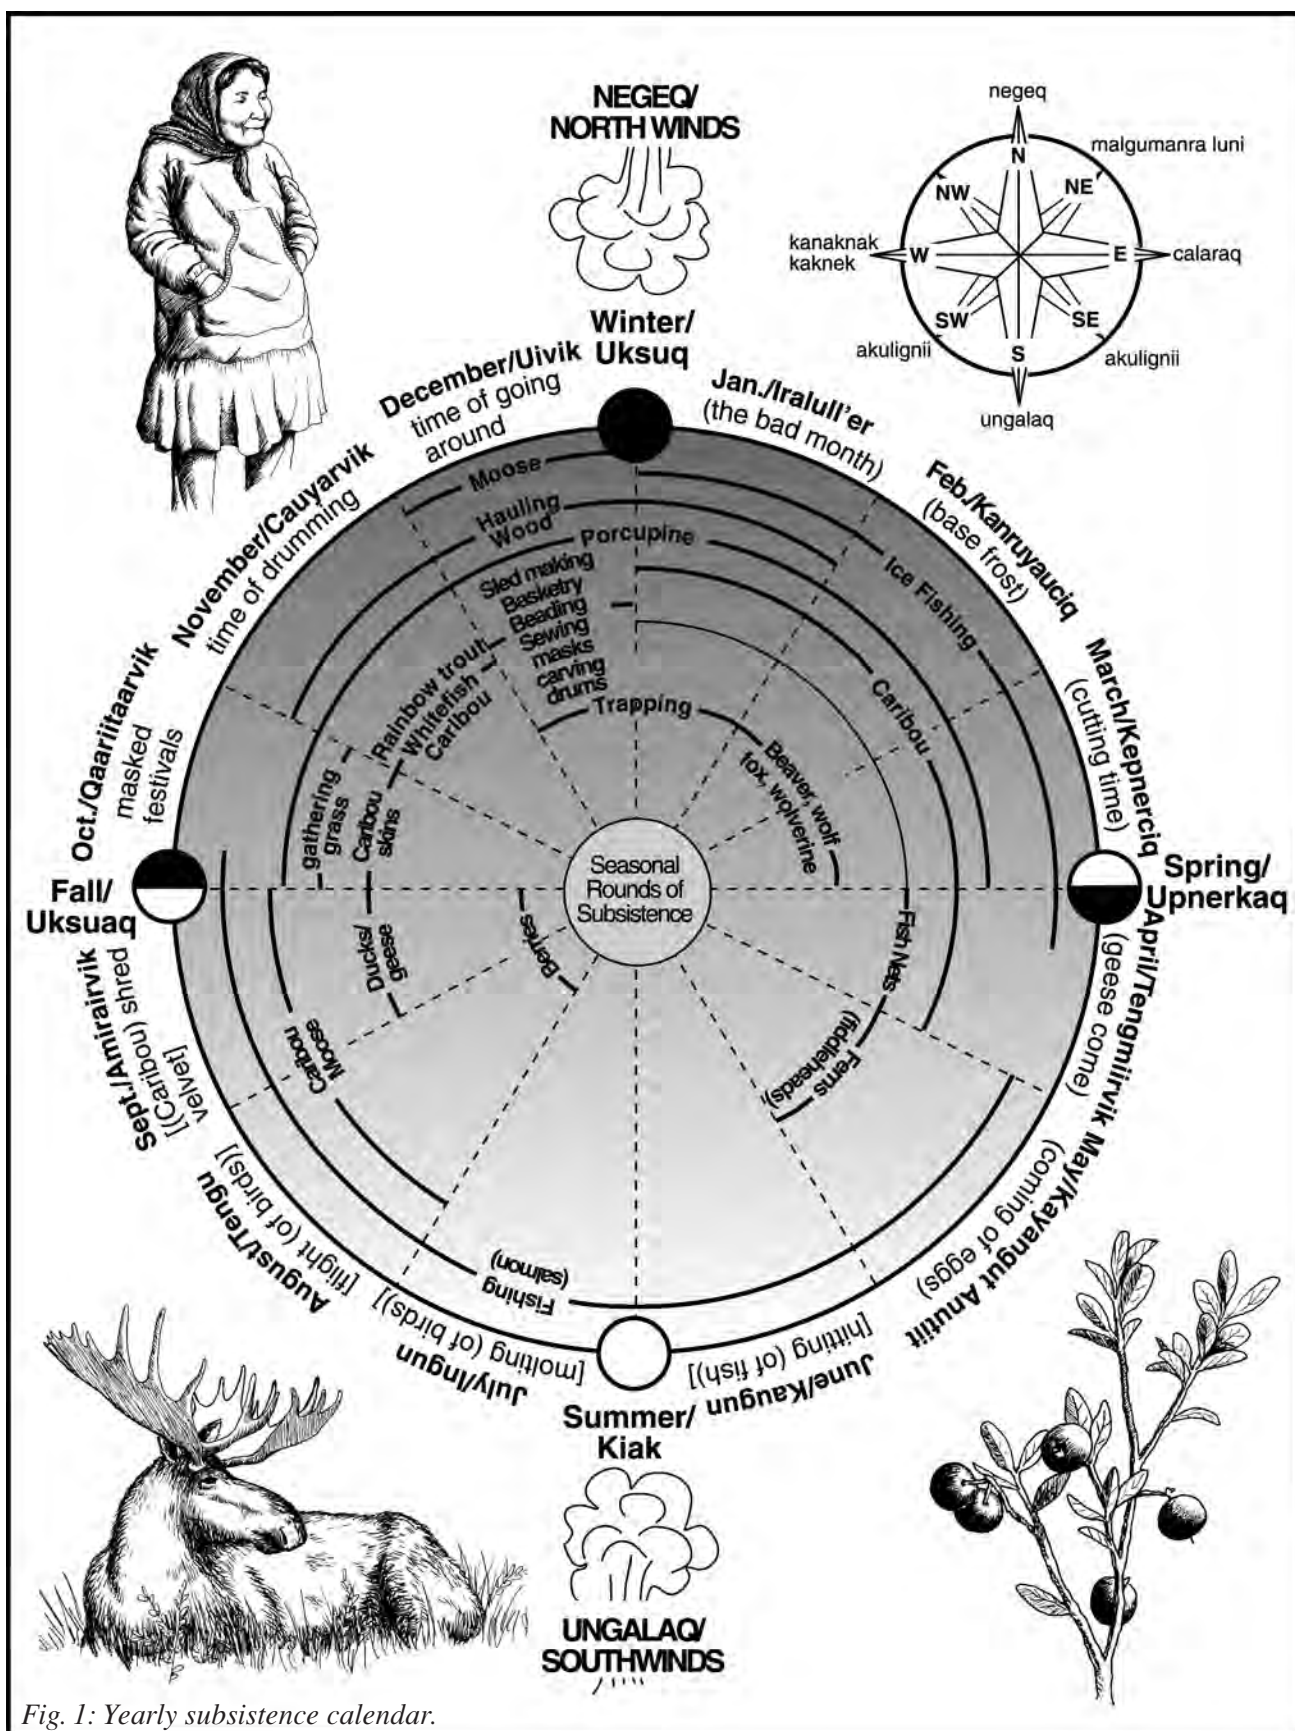 NEGEQ/
NORTH WINDS
negeq
malgumanra luni
N
NW
NE
kanaknak
kaknek
W
E
calaraq
SW
SE
akulignii
akulignii
S
ungalaq
Winter/
Uksuq
December/Uivik
time of going
around
Jan./Iralull'er
(the bad month)
Feb./Kanruyauciq
(base frost)
March/Kepnerciq
(cutting time)
Spring/
Upnerkaq
April/Tengmiirvik
(geese come)
May/Kayangut Anutiit
(coming of eggs)
June/Kaugun
[hitting (of fish)]
Summer/
Kiak
July/Ingun
[molting (of birds)]
August/Tengu
[flight (of birds)]
Sept./Amirairvik
[(Caribou) shred
velvet]
Fall/
Uksuaq
Oct./Qaariitaarvik
masked
festivals
November/Cauyarvik
time of drumming
Moose
Hauling
Wood
Porcupine
Sled making
Basketry
Beading
Sewing
masks
carving
drums
Trapping
Rainbow trout
Whitefish
Caribou
Ice Fishing
Caribou
Beaver, wolf
fox, wolverine
gathering
grass
Caribou
skins
Seasonal
Rounds of
Subsistence
Ducks/
geese
Berries
Fish Nets
Ferns
(fiddleheads)
Caribou
Moose
Fishing
(salmon)
UNGALAQ/
SOUTHWINDS
Fig. 1: Yearly subsistence calendar.